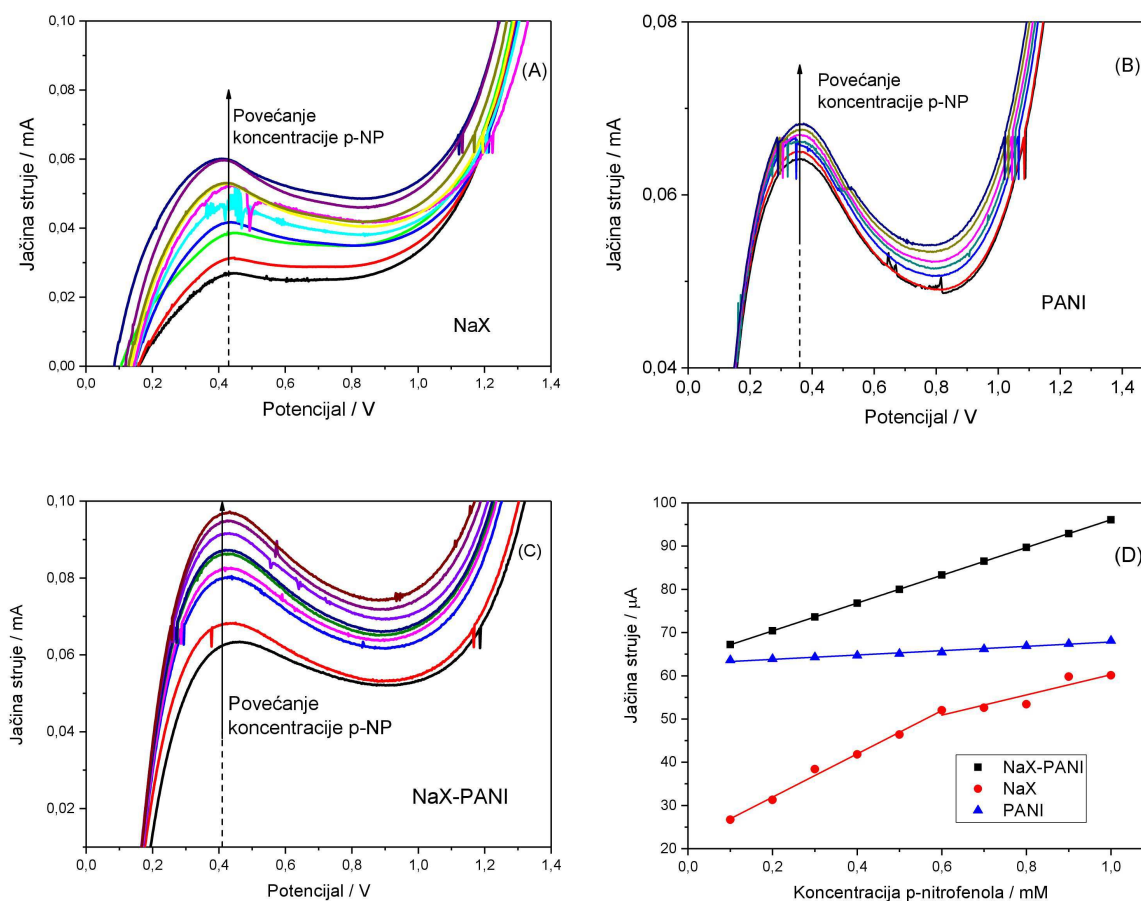 (A)
Jačina struje / mA
0,10
0,08
0,06
0,04
0,02
0,00
Povećanje
koncentracije p-NP
NaX
0,0 0,2 0,4 0,6 0,8 1,0 1,2 1,4
Potencijal / V
(B)
Jačina struje / mA
0,08
0,06
0,04
Povećanje
koncentracije p-NP
PANI
0,0 0,2 0,4 0,6 0,8 1,0 1,2 1,4
Potencijal / V
(C)
Jačina struje / mA
0,10
0,08
0,06
0,04
0,02
Povećanje
koncentracije p-NP
NaX-PANI
0,0 0,2 0,4 0,6 0,8 1,0 1,2 1,4
Potencijal / V
(D)
Jačina struje / µA
100
90
80
70
60
50
40
30
20
NaX-PANI
NaX
PANI
0,0 0,2 0,4 0,6 0,8 1,0
Koncentracija p-nitrofenola / mM